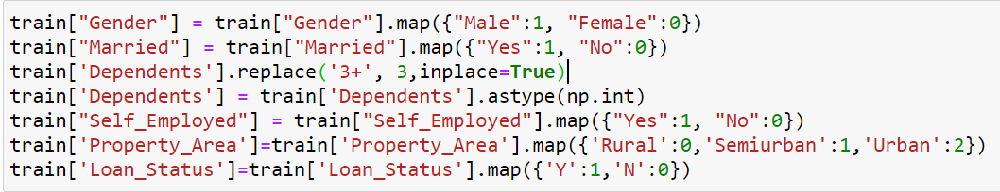 train["Gender"] = train["Gender"].map({"Male":1, "Female":0})
train["Married"] = train["Married"].map({"Yes":1, "No":0})
train['Dependents'].replace('3+', 3,inplace=True)
train['Dependents'] = train['Dependents'].astype(np.int)
train["Self_Employed"] = train["Self_Employed"].map({"Yes":1, "No":0})
train['Property_Area']=train['Property_Area'].map({'Rural':0,'Semiurban':1,'Urban':2})
train['Loan_Status']=train['Loan_Status'].map({'Y':1,'N':0})